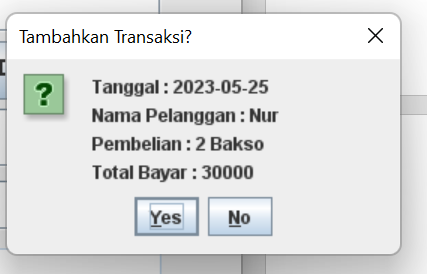 Tambahkan Transaksi?
Tanggal : 2023-05-25
Nama Pelanggan : Nur
Pembelian : 2 Bakso
Total Bayar : 30000
Yes No